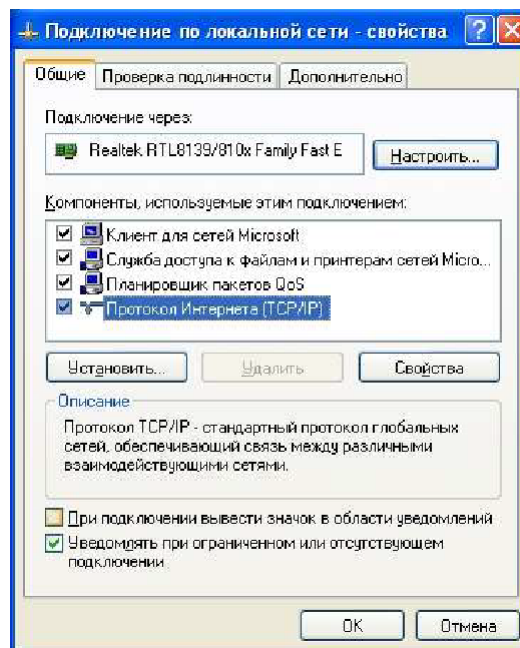 Подключение по локальной сети - свойства
Общие Проверка подлинности Дополнительно
Подключение через:
Realtek RTL8139/810x Family Fast E
Настроить...
Компоненты, используемые этим подключением:
Клиент для сетей Microsoft
Служба доступа к файлам и принтерам сетей Micro...
Планировщик пакетов QoS
Протокол Интернета (TCP/IP)
Установить... Удалить Свойства
Описание
Протокол TCP/IP - стандартный протокол глобальных
сетей, обеспечивающий связь между различными
взаимодействующими сетями.
При подключении вывести значок в области уведомлений
Уведомлять при ограниченном или отсутствующем
подключении
OK Отмена